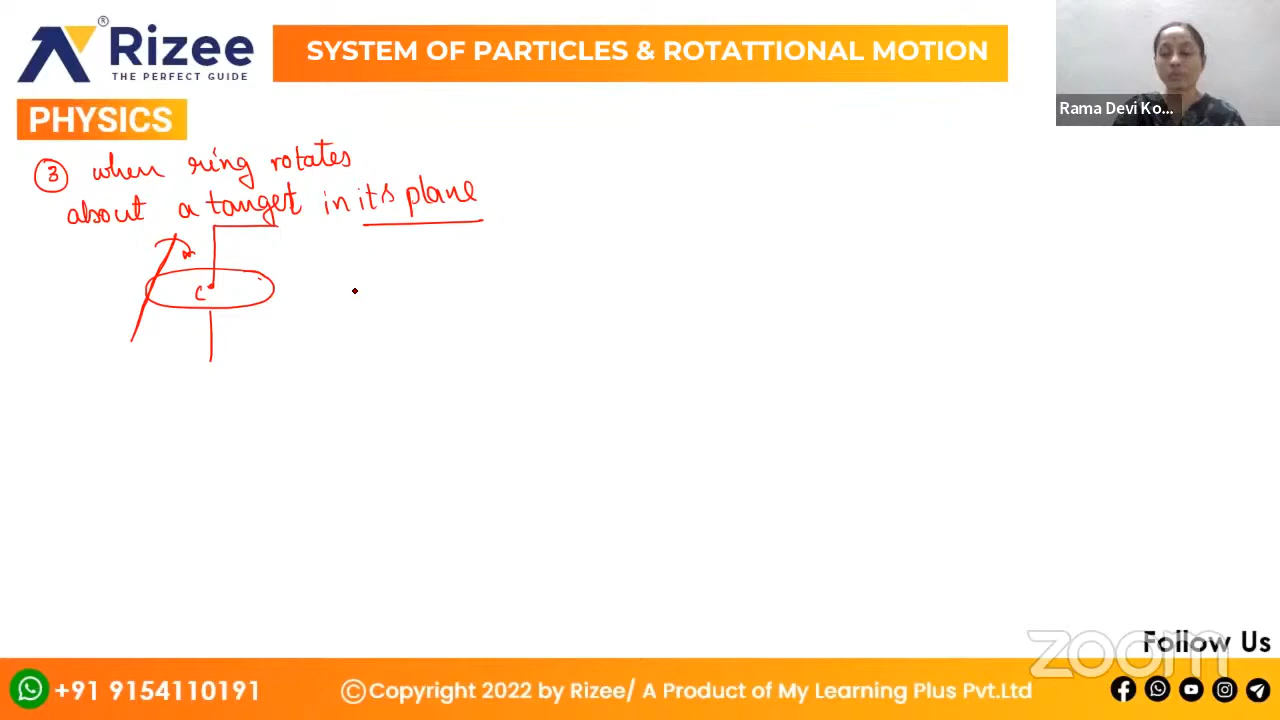 Rizee®
THE PERFECT GUIDE
SYSTEM OF PARTICLES & ROTATTIONAL MOTION
Rama Devi Ko...
PHYSICS
③ when ring rotates
about a tanget in its plane
C
Follow Us
zoom
+91 9154110191
©Copyright 2022 by Rizee/ A Product of My Learning Plus Pvt.Ltd